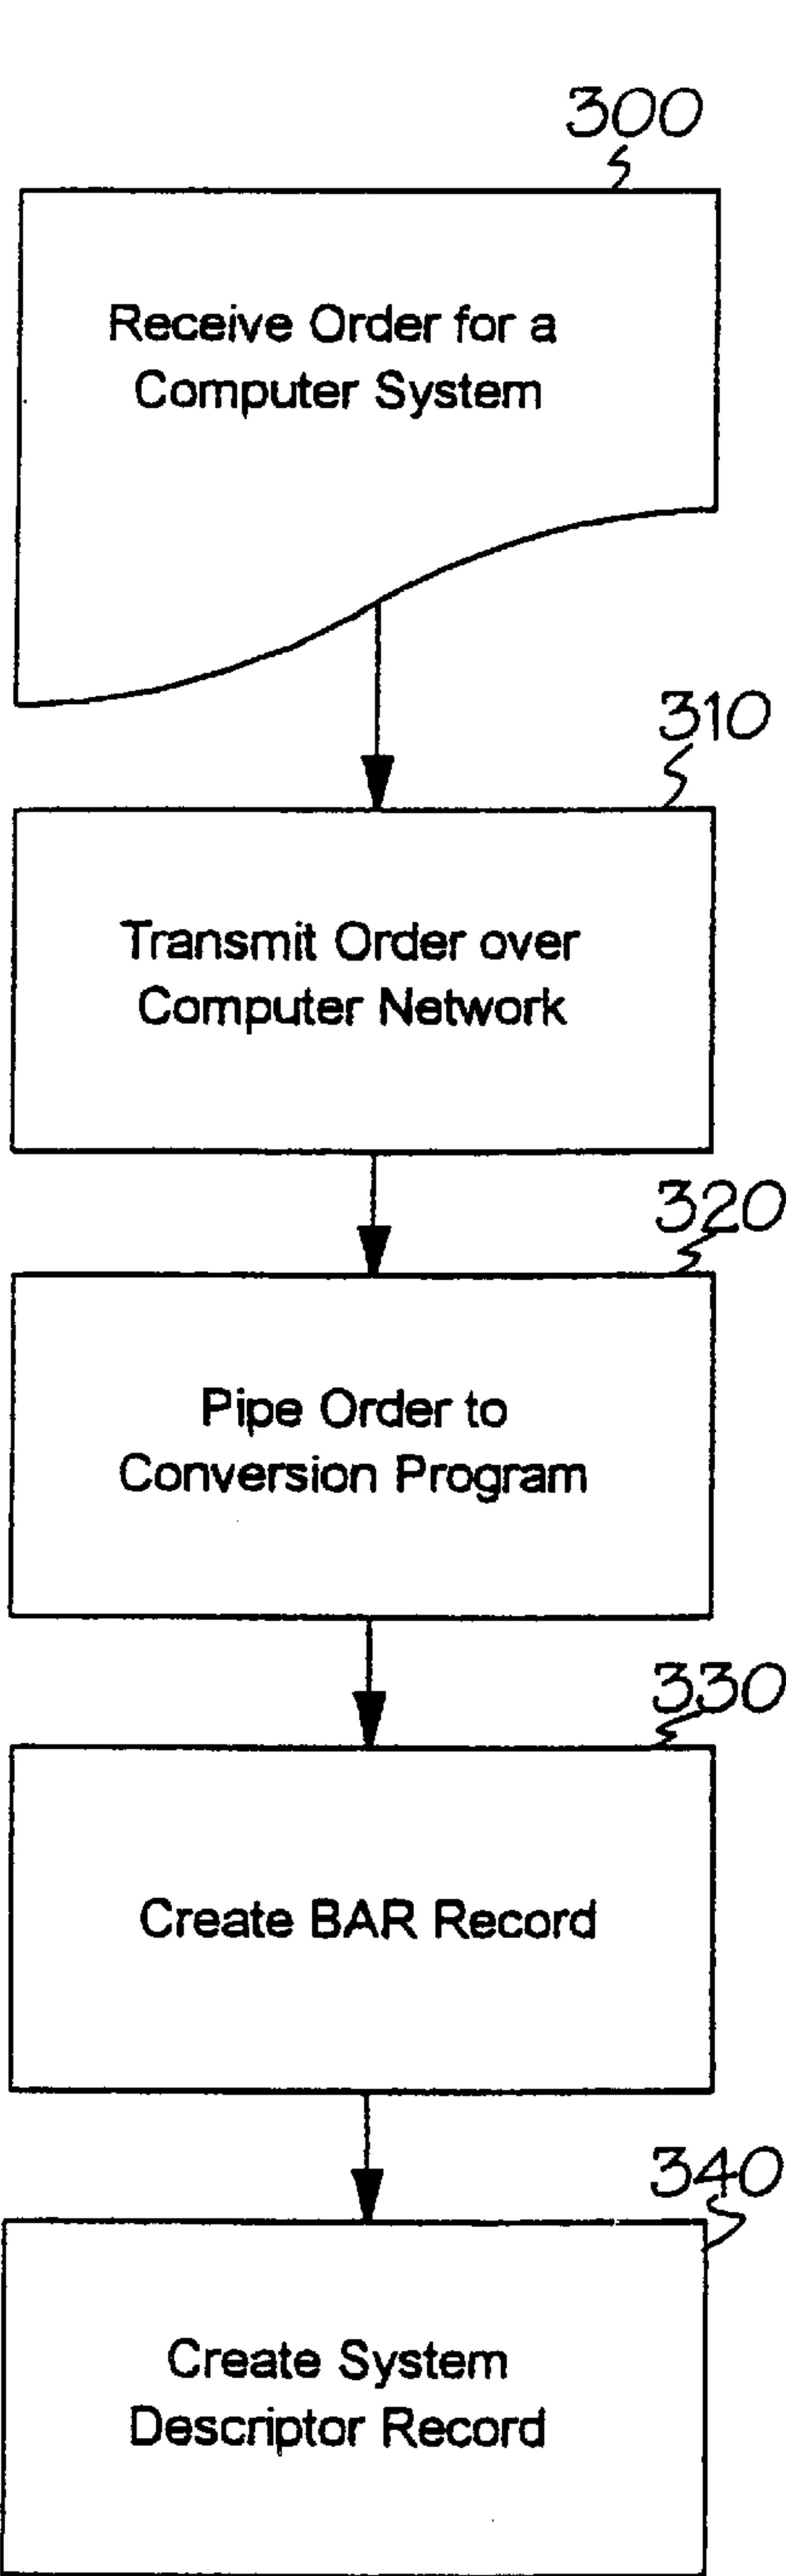 300
Receive Order for a
Computer System
310
Transmit Order over
Computer Network
320
Pipe Order to
Conversion Program
330
Create BAR Record
340
Create System
Descriptor Record